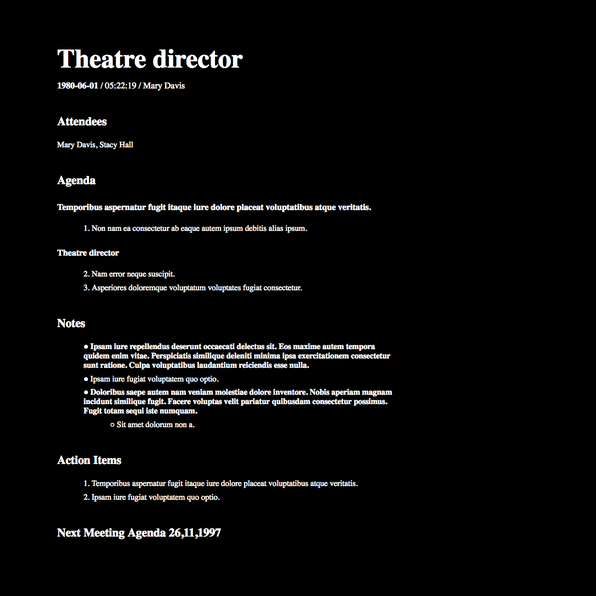 Theatre director
1980-06-01 / 05:22:19 / Mary Davis
Attendees
Mary Davis, Stacy Hall
Agenda
Temporibus aspernatur fugit itaque iure dolore placeat voluptatibus atque veritatis.
1. Non nam ea consectetur ab eaque autem ipsum debitis alias ipsum.
Theatre director
2. Nam error neque suscipit.
3. Asperiores doloremque voluptatum voluptates fugiat consectetur.
Notes
● Ipsam iure repellendus deserunt occaecati delectus sit. Eos maxime autem tempora
quidem enim vitae. Perspiciatis similique deleniti minima ipsa exercitationem consectetur
sunt ratione. Culpa voluptatibus laudantium reiciendis esse nulla.
● Ipsam iure fugiat voluptatem quo optio.
● Doloribus saepe autem nam veniam molestiae dolore inventore. Nobis aperiam magnam
incidunt similique fugit. Facere voluptas velit pariatur quibusdam consectetur possimus.
Fugit totam sequi iste numquam.
○ Sit amet dolorum non a.
Action Items
1. Temporibus aspernatur fugit itaque iure dolore placeat voluptatibus atque veritatis.
2. Ipsam iure fugiat voluptatem quo optio.
Next Meeting Agenda 26,11,1997